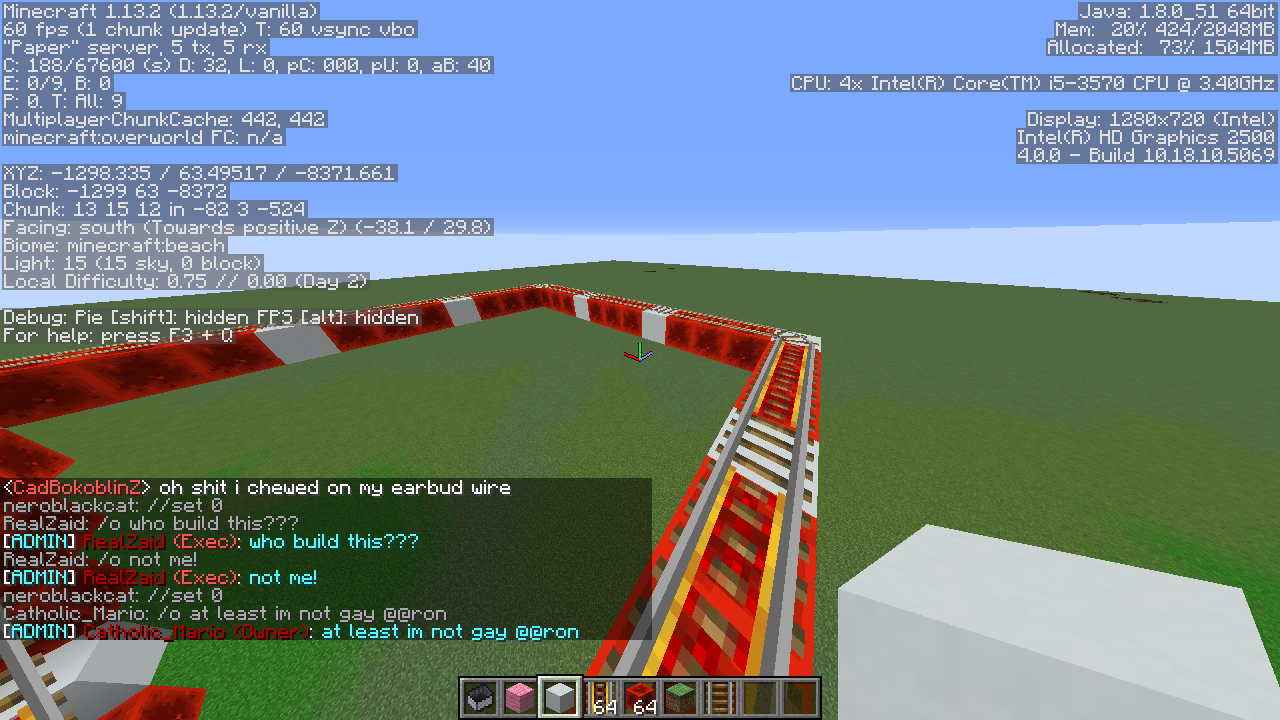 Minecraft 1.13.2 (1.13.2/vanilla)
60 fps (1 chunk update) T: 60 vsync vbo
"Paper" server, 5 tx, 5 rx
C: 188/67600 (s) D: 32, L: 0, pC: 000, pU: 0, aB: 40
E: 0/9, B: 0
P: 0. T: All: 9
MultiplayerChunkCache: 442, 442
minecraft:overworld FC: n/a
XYZ: -1298.335 / 63.49517 / -8371.661
Block: -1299 63 -8372
Chunk: 13 15 12 in -82 3 -524
Facing: south (Towards positive Z) (-38.1 / 29.8)
Biome: minecraft:beach
Light: 15 (15 sky, 0 block)
Local Difficulty: 0.75 // 0.00 (Day 2)
Debug: Pie [shift]: hidden FPS [alt]: hidden
For help: press F3 + Q
Java: 1.8.0_51 64bit
Mem: 20% 424/2048MB
Allocated: 73% 1504MB
CPU: 4x Intel(R) Core(TM) i5-3570 CPU @ 3.40GHz
Display: 1280x720 (Intel)
Intel(R) HD Graphics 2500
4.0.0 - Build 10.18.10.5069
<CadBokoblinZ> oh shit i chewed on my earbud wire
neroblackcat: //set 0
RealZaid: /o who build this???
[ADMIN] RealZaid (Exec): who build this???
RealZaid: /o not me!
[ADMIN] RealZaid (Exec): not me!
neroblackcat: //set 0
Catholic_Mario: /o at least im not gay @@ron
[ADMIN] Catholic_Mario (Owner): at least im not gay @@ron
64 64